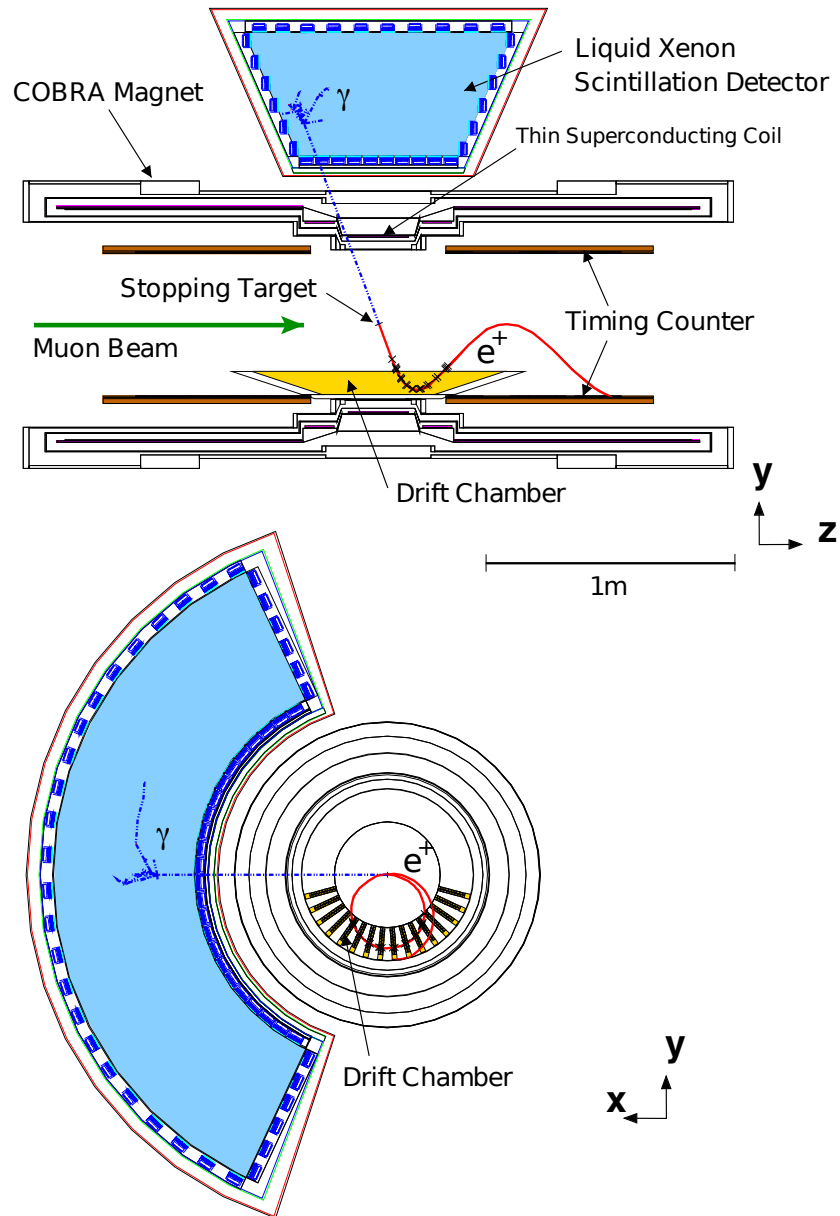 Liquid Xenon
Scintillation Detector
COBRA Magnet
γ
Thin Superconducting Coil
Stopping Target
Muon Beam
Timing Counter
e+
Drift Chamber
y
z
1m
γ
e+
Drift Chamber
y
x